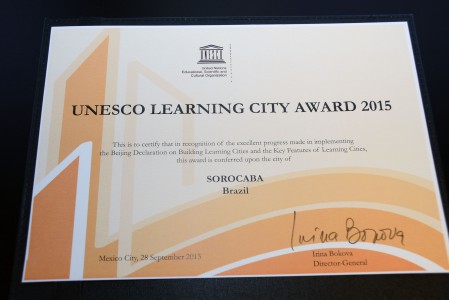 United Nations
Educational, Scientific and
Cultural Organization
UNESCO LEARNING CITY AWARD 2015
This is to certify that in recognition of the excellent progress made in implementing
the Beijing Declaration on Building Learning Cities and the Key Features of Learning Cities,
this award is conferred upon the city of
SOROCABA
Brazil
Irina Bokova
Mexico City, 28 September 2015
Irina Bokova
Director-General